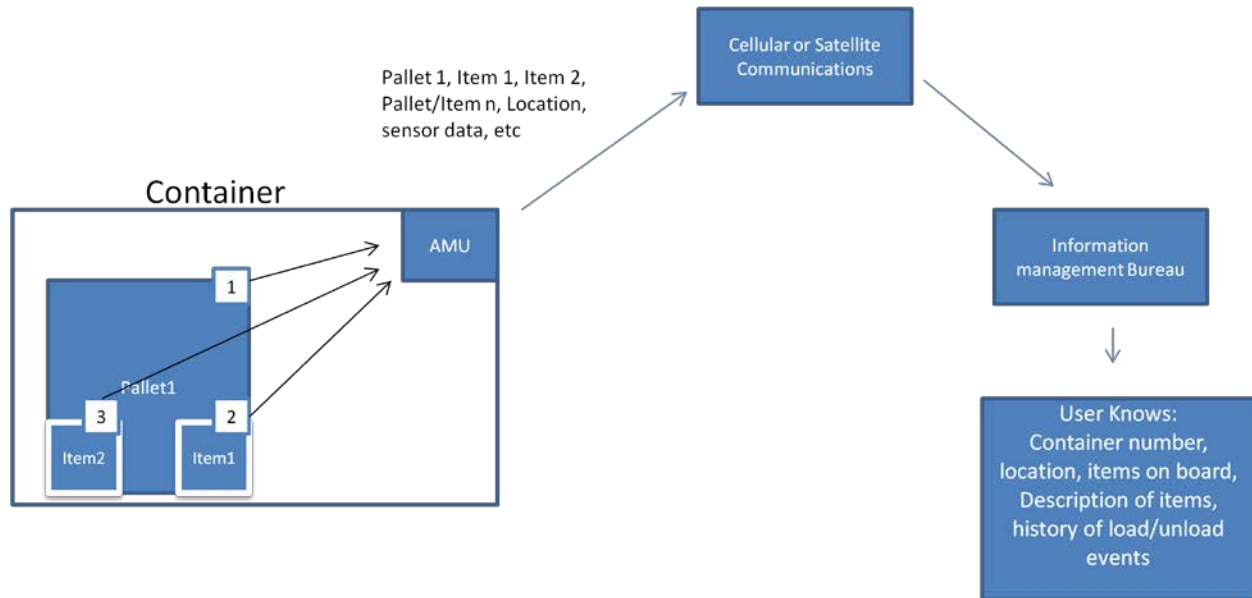 Cellular or Satellite
Communications
Pallet 1, Item 1, Item 2,
Pallet/Item n, Location,
sensor data, etc
Container
AMU
Information
management Bureau
1
Pallet1
3
2
Item2
Item1
User Knows:
Container number,
location, items on board,
Description of items,
history of load/unload
events